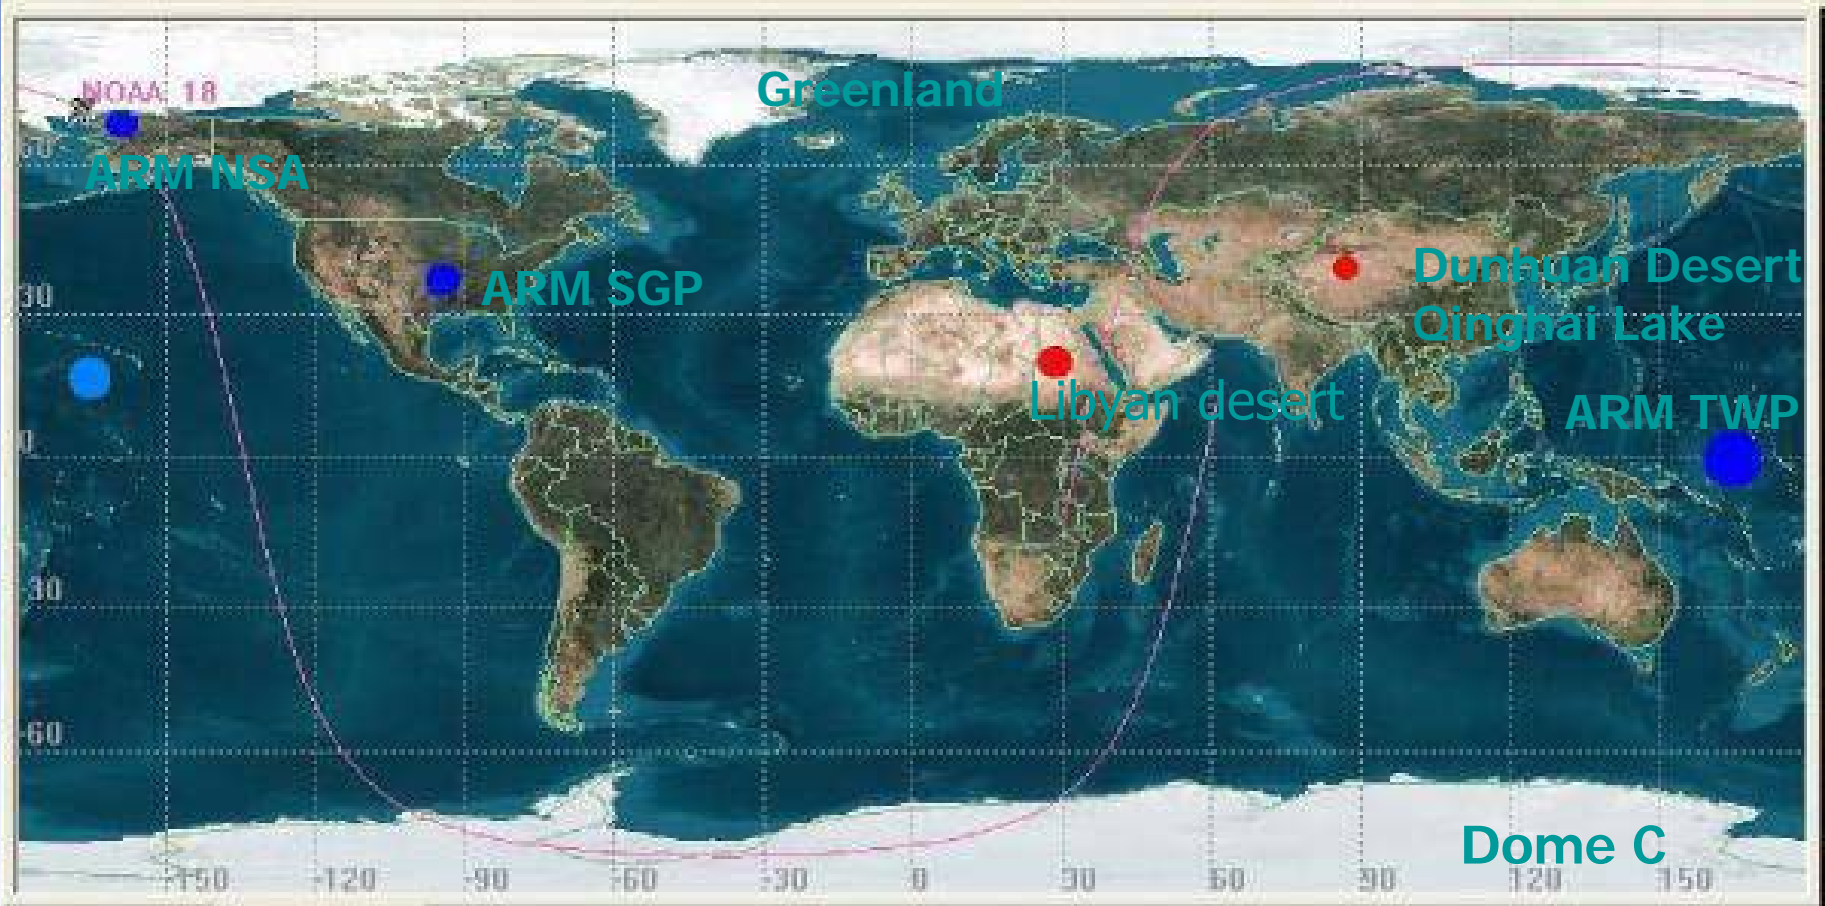 NOAA 18
Greenland
60
ARM NSA
ARM SGP
Dunhuan Desert
30
Qinghai Lake
Libyan desert
ARM TWP
0
30
-60
Dome C
-150 -120 -90 -60 -30 0 30 60 90 120 150